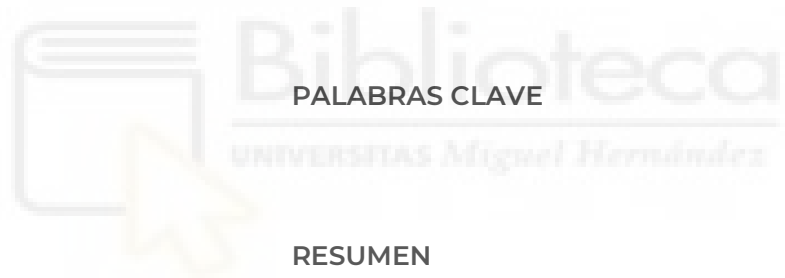 Biblioteca
PALABRAS CLAVE
UNIVERSITAS Miguel Hernández
RESUMEN